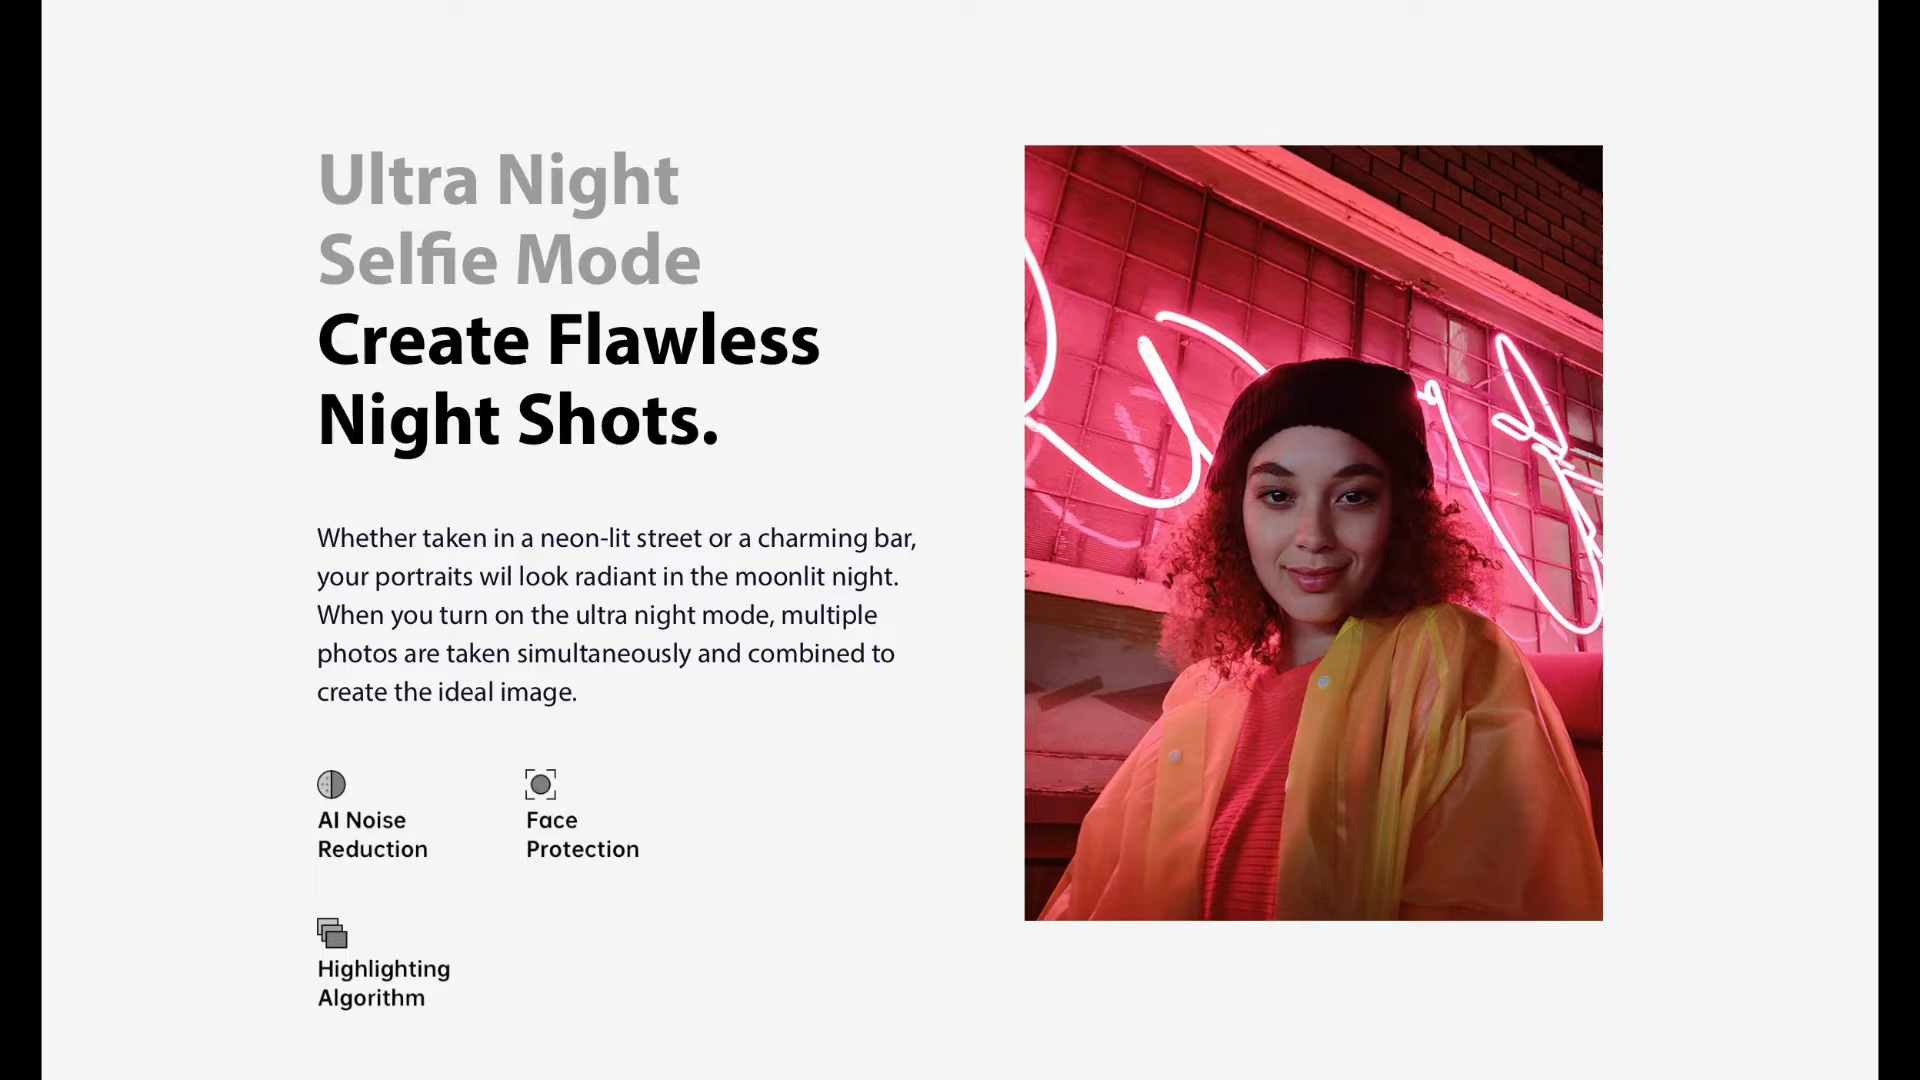 Ultra Night
Selfie Mode
Create Flawless
Night Shots.
Whether taken in a neon-lit street or a charming bar,
your portraits wil look radiant in the moonlit night.
When you turn on the ultra night mode, multiple
photos are taken simultaneously and combined to
create the ideal image.
AI Noise
Reduction
Face
Protection
Highlighting
Algorithm